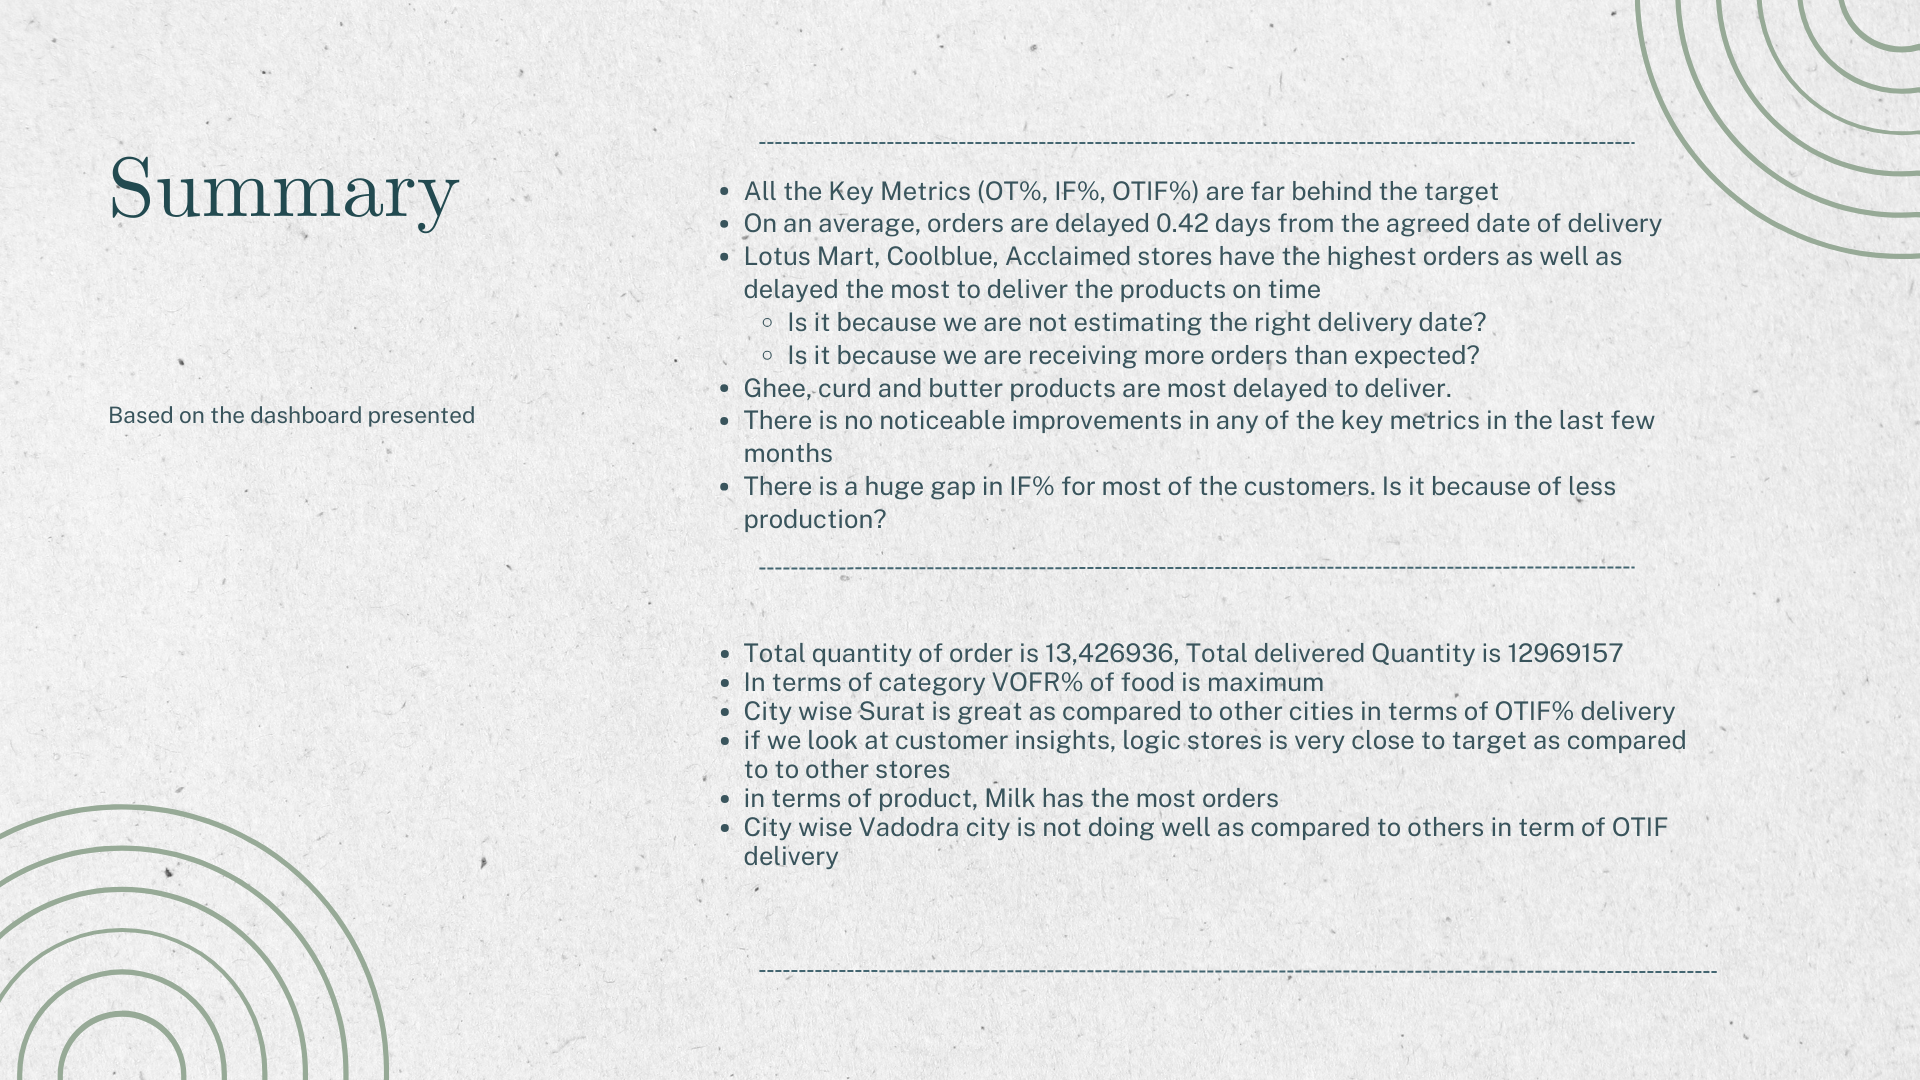 Summary
Based on the dashboard presented
• All the Key Metrics (OT%, IF%, OTIF%) are far behind the target
• On an average, orders are delayed 0.42 days from the agreed date of delivery
• Lotus Mart, Coolblue, Acclaimed stores have the highest orders as well as
delayed the most to deliver the products on time
○ Is it because we are not estimating the right delivery date?
○ Is it because we are receiving more orders than expected?
• Ghee, curd and butter products are most delayed to deliver.
• There is no noticeable improvements in any of the key metrics in the last few
months
• There is a huge gap in IF% for most of the customers. Is it because of less
production?
• Total quantity of order is 13,426936, Total delivered Quantity is 12969157
• In terms of category VOFR% of food is maximum
• City wise Surat is great as compared to other cities in terms of OTIF% delivery
• if we look at customer insights, logic stores is very close to target as compared
to to other stores
• in terms of product, Milk has the most orders
• City wise Vadodra city is not doing well as compared to others in term of OTIF
delivery